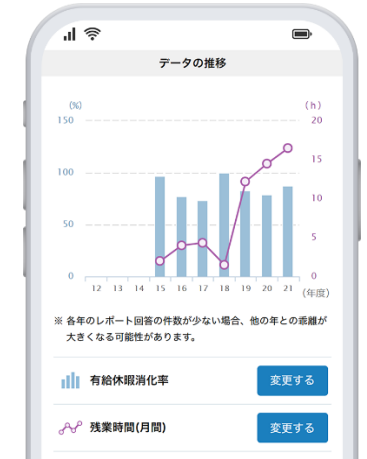 データの推移
(%)
(h)
150
20
100
15
10
50
5
0
0
12 13 14 15 16 17 18 19 20 21
(年度)
※ 各年のレポート回答の件数が少ない場合、他の年との乖離が
大きくなる可能性があります。
有給休暇消化率
変更する
残業時間(月間)
変更する